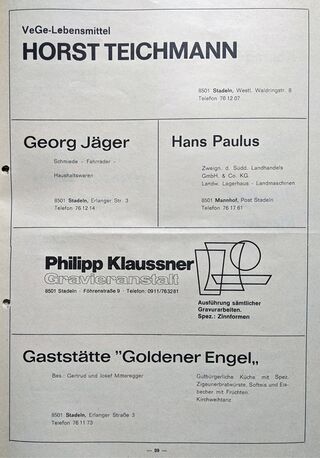 VeGe-Lebensmittel
HORST TEICHMANN
8501 Stadeln, Westl. Waldringstr. 8
Telefon 76 12 07
Georg Jäger
Schmiede - Fahrräder -
Haushaltswaren
8501 Stadeln, Erlanger Str. 3
Telefon 76 12 14
Hans Paulus
Zweign. d. Südd. Landhandels
GmbH. & Co. KG.
Landw. Lagerhaus - Landmaschinen
8501 Mannhof, Post Stadeln
Telefon 76 17 61
Philipp Klaussner
Gravieranstalt
8501 Stadeln · Föhrenstraße 9 · Telefon: 0911/763281
Ausführung sämtlicher
Gravurarbeiten.
Spez.: Zinnformen
Gaststätte "Goldener Engel„
Bes.: Gertrud und Josef Mitteregger
Gutbürgerliche Küche mit Spez.
Zigeunerbratwürste, Softeis und Eis-
becher mit Früchten.
Kirchweihtanz
8501 Stadeln, Erlanger Straße 3
Telefon 76 11 73
— 39 —